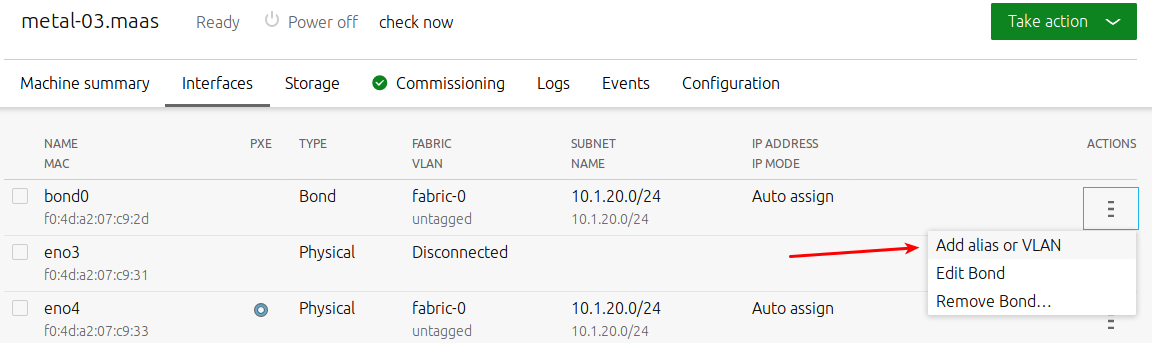 metal-03.maas Ready Power off check now Take action
Machine summary Interfaces Storage Commissioning Logs Events Configuration
NAME PXE TYPE FABRIC SUBNET IP ADDRESS ACTIONS
MAC VLAN NAME IP MODE
bond0 Bond fabric-0 10.1.20.0/24 Auto assign
f0:4d:a2:07:c9:2d untagged 10.1.20.0/24
Add alias or VLAN
eno3 Physical Disconnected
f0:4d:a2:07:c9:31 Edit Bond
Remove Bond...
eno4 Physical fabric-0 10.1.20.0/24 Auto assign
f0:4d:a2:07:c9:33 untagged 10.1.20.0/24